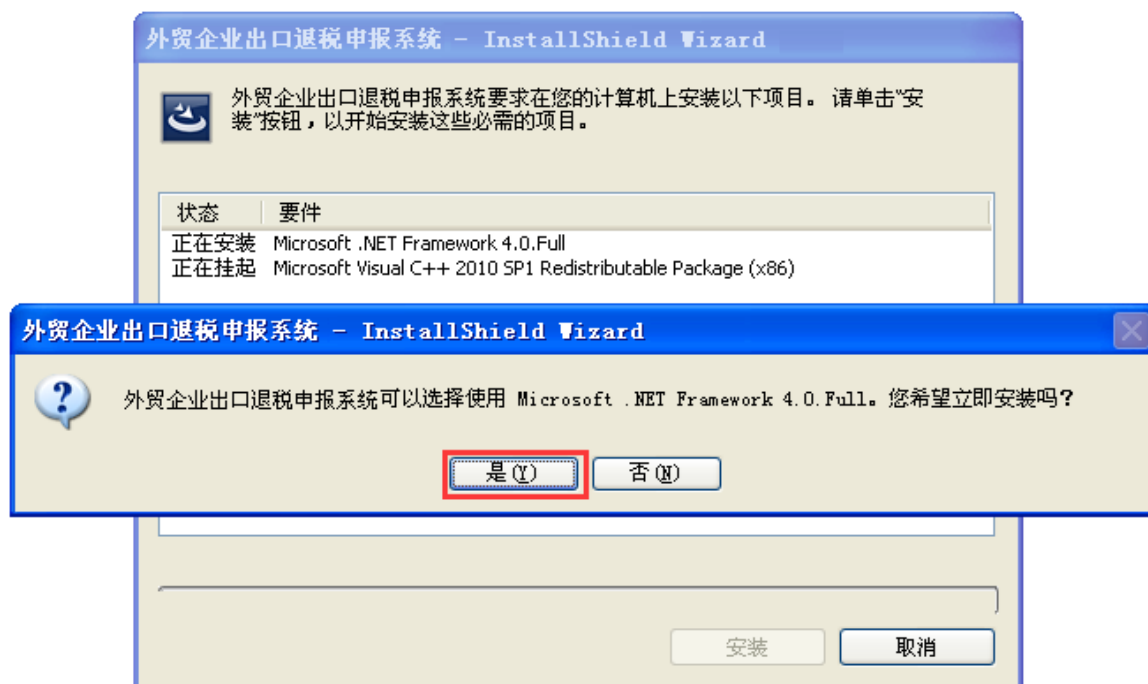 外贸企业出口退税申报系统 - InstallShield Wizard
外贸企业出口退税申报系统要求在您的计算机上安装以下项目。 请单击"安
装"按钮，以开始安装这些必需的项目。
状态 要件
正在安装 Microsoft .NET Framework 4.0.Full
正在挂起 Microsoft Visual C++ 2010 SP1 Redistributable Package (x86)
外贸企业出口退税申报系统 - InstallShield Wizard
外贸企业出口退税申报系统可以选择使用 Microsoft .NET Framework 4.0.Full。您希望立即安装吗?
是(Y) 否(N)
安装 取消